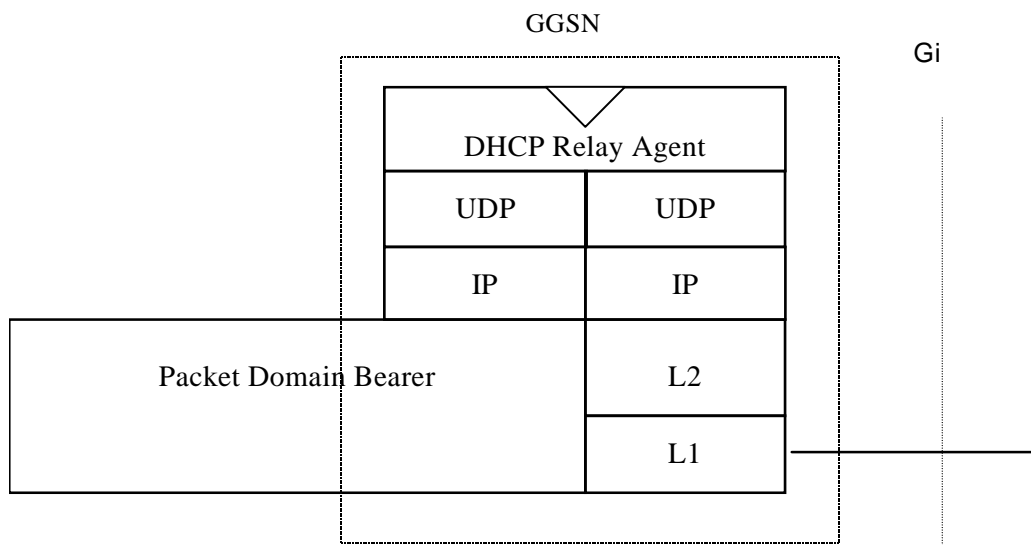 GGSN
Gi
DHCP Relay Agent
UDP
UDP
IP
IP
Packet Domain Bearer
L2
L1